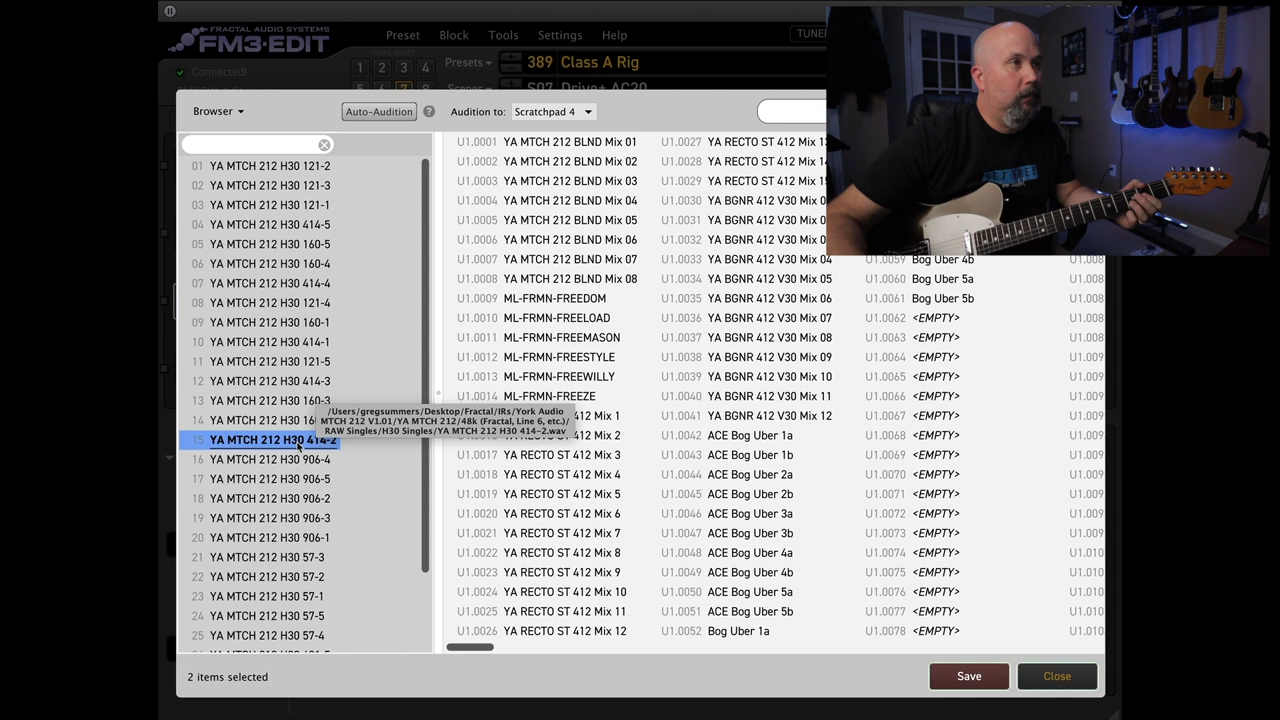 FRACTAL AUDIO SYSTEMS
FM3-EDIT
Preset Block Tools Settings Help
TUNER
Connected!
1 2 3 4
Presets
389 Class A Rig
Browser
Auto-Audition
?
Audition to: Scratchpad 4
01 YA MTCH 212 H30 121-2
02 YA MTCH 212 H30 121-3
03 YA MTCH 212 H30 121-1
04 YA MTCH 212 H30 414-5
05 YA MTCH 212 H30 160-5
06 YA MTCH 212 H30 160-4
07 YA MTCH 212 H30 414-4
08 YA MTCH 212 H30 121-4
09 YA MTCH 212 H30 160-1
10 YA MTCH 212 H30 414-1
11 YA MTCH 212 H30 121-5
12 YA MTCH 212 H30 414-3
13 YA MTCH 212 H30 160-3
14 YA MTCH 212 H30
15 YA MTCH 212 H30 414-2
16 YA MTCH 212 H30 906-4
17 YA MTCH 212 H30 906-5
18 YA MTCH 212 H30 906-2
19 YA MTCH 212 H30 906-3
20 YA MTCH 212 H30 906-1
21 YA MTCH 212 H30 57-3
22 YA MTCH 212 H30 57-2
23 YA MTCH 212 H30 57-1
24 YA MTCH 212 H30 57-5
25 YA MTCH 212 H30 57-4
/Users/gregsummers/Desktop/Fractal/IRs/York Audio
MTCH 212 V1.01/YA MTCH 212/48k (Fractal, Line 6, etc.)/
RAW Singles/H30 Singles/YA MTCH 212 H30 414-2.wav
U1.0001 YA MTCH 212 BLND Mix 01
U1.0002 YA MTCH 212 BLND Mix 02
U1.0003 YA MTCH 212 BLND Mix 03
U1.0004 YA MTCH 212 BLND Mix 04
U1.0005 YA MTCH 212 BLND Mix 05
U1.0006 YA MTCH 212 BLND Mix 06
U1.0007 YA MTCH 212 BLND Mix 07
U1.0008 YA MTCH 212 BLND Mix 08
U1.0009 ML-FRMN-FREEDOM
U1.0010 ML-FRMN-FREELOAD
U1.0011 ML-FRMN-FREEMASON
U1.0012 ML-FRMN-FREESTYLE
U1.0013 ML-FRMN-FREEWILLY
U1.0014 ML-FRMN-FREEZE
412 Mix 1
412 Mix 2
U1.0017 YA RECTO ST 412 Mix 3
U1.0018 YA RECTO ST 412 Mix 4
U1.0019 YA RECTO ST 412 Mix 5
U1.0020 YA RECTO ST 412 Mix 6
U1.0021 YA RECTO ST 412 Mix 7
U1.0022 YA RECTO ST 412 Mix 8
U1.0023 YA RECTO ST 412 Mix 9
U1.0024 YA RECTO ST 412 Mix 10
U1.0025 YA RECTO ST 412 Mix 11
U1.0026 YA RECTO ST 412 Mix 12
U1.0027 YA RECTO ST 412 Mix
U1.0028 YA RECTO ST 412 Mix
U1.0029 YA RECTO ST 412 Mix
U1.0030 YA BGNR 412 V30 Mix
U1.0031 YA BGNR 412 V30 Mix
U1.0032 YA BGNR 412 V30 Mix
U1.0033 YA BGNR 412 V30 Mix 04
U1.0034 YA BGNR 412 V30 Mix 05
U1.0035 YA BGNR 412 V30 Mix 06
U1.0036 YA BGNR 412 V30 Mix 07
U1.0037 YA BGNR 412 V30 Mix 08
U1.0038 YA BGNR 412 V30 Mix 09
U1.0039 YA BGNR 412 V30 Mix 10
U1.0040 YA BGNR 412 V30 Mix 11
U1.0041 YA BGNR 412 V30 Mix 12
U1.0042 ACE Bog Uber 1a
U1.0043 ACE Bog Uber 1b
U1.0044 ACE Bog Uber 2a
U1.0045 ACE Bog Uber 2b
U1.0046 ACE Bog Uber 3a
U1.0047 ACE Bog Uber 3b
U1.0048 ACE Bog Uber 4a
U1.0049 ACE Bog Uber 4b
U1.0050 ACE Bog Uber 5a
U1.0051 ACE Bog Uber 5b
U1.0052 Bog Uber 1a
U1.0059 Bog Uber 4b
U1.0060 Bog Uber 5a
U1.0061 Bog Uber 5b
U1.0062 <EMPTY>
U1.0063 <EMPTY>
U1.0064 <EMPTY>
U1.0065 <EMPTY>
U1.0066 <EMPTY>
U1.0067 <EMPTY>
U1.0068 <EMPTY>
U1.0069 <EMPTY>
U1.0070 <EMPTY>
U1.0071 <EMPTY>
U1.0072 <EMPTY>
U1.0073 <EMPTY>
U1.0074 <EMPTY>
U1.0075 <EMPTY>
U1.0076 <EMPTY>
U1.0077 <EMPTY>
U1.0078 <EMPTY>
2 items selected
Save
Close